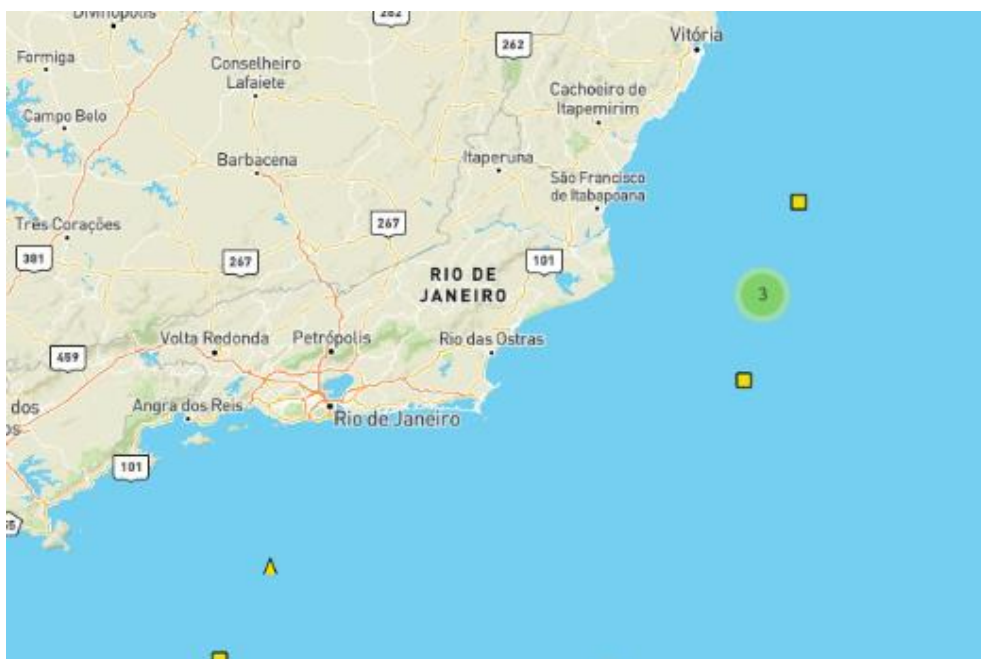 262
Divinópolis
Vitória
262
Formiga
Conselheiro
Lafaiete
Cachoeiro de
Itapemirim
Campo Belo
Barbacena
Itaperuna
São Francisco
de Itabapoana
Três Corações
267
381
267
101
RIO DE
JANEIRO
3
Volta Redonda
Petrópolis
Rio das Ostras
459
dos
Angra dos Reis
Rio de Janeiro
101